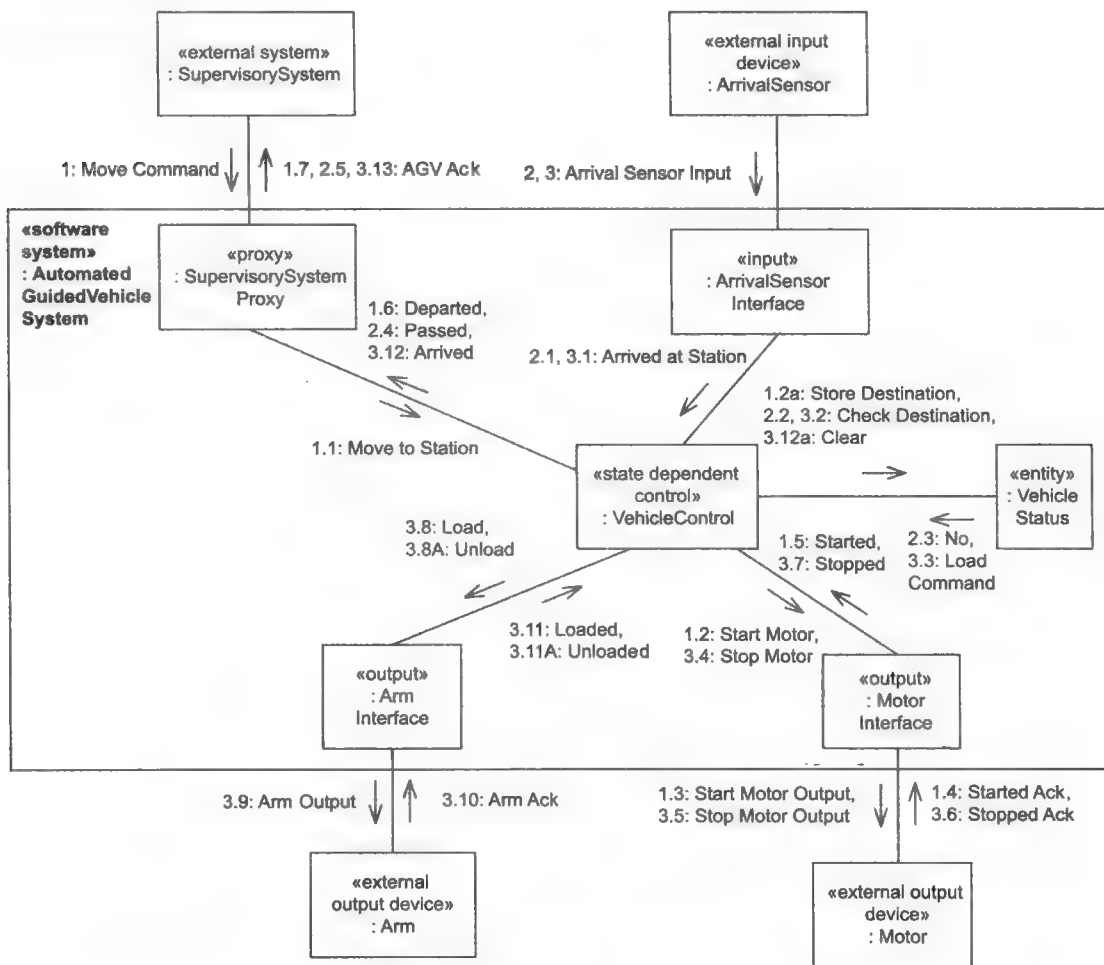 «external system»
: SupervisorySystem
«external input
device»
: ArrivalSensor
1: Move Command
1.7, 2.5, 3.13: AGV Ack
2, 3: Arrival Sensor Input
«software
system»
: Automated
GuidedVehicle
System
«proxy»
: SupervisorySystem
Proxy
«input»
: ArrivalSensor
Interface
1.6: Departed,
2.4: Passed,
3.12: Arrived
2.1, 3.1: Arrived at Station
1.2a: Store Destination,
2.2, 3.2: Check Destination,
3.12a: Clear
1.1: Move to Station
«state dependent
control»
: VehicleControl
«entity»
: Vehicle
Status
3.8: Load,
3.8A: Unload
1.5: Started,
3.7: Stopped
2.3: No,
3.3: Load
Command
3.11: Loaded,
3.11A: Unloaded
1.2: Start Motor,
3.4: Stop Motor
«output»
: Arm
Interface
«output»
: Motor
Interface
3.9: Arm Output
3.10: Arm Ack
1.3: Start Motor Output,
3.5: Stop Motor Output
1.4: Started Ack,
3.6: Stopped Ack
«external
output device»
: Arm
«external output
device»
: Motor